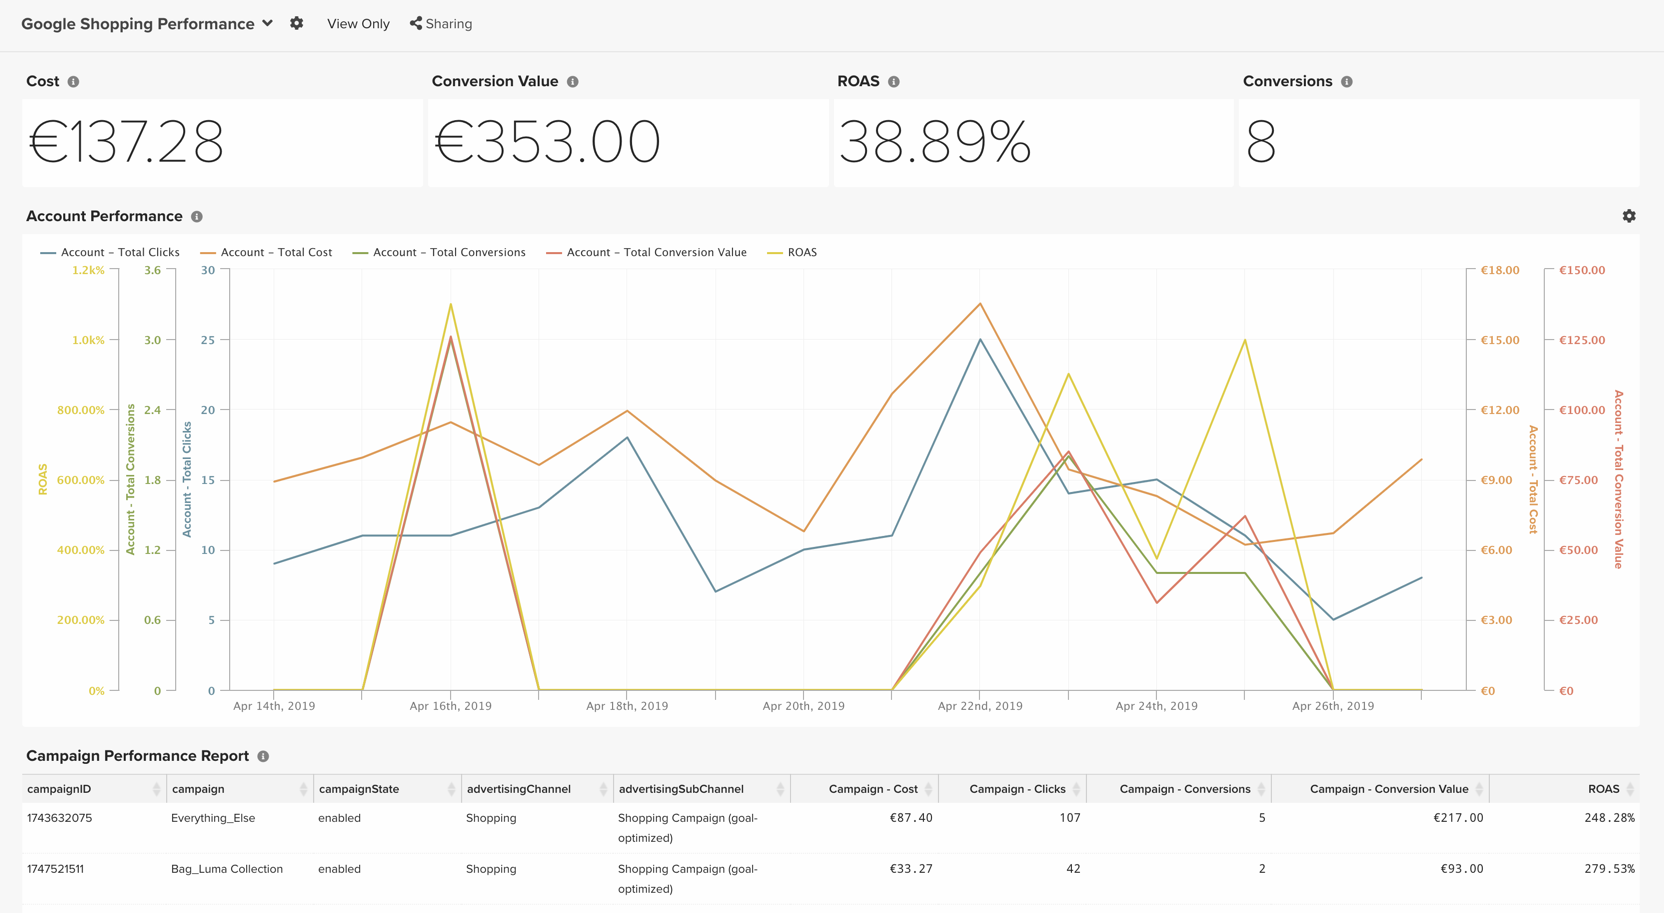 Google Shopping Performance View Only Sharing
Cost Conversion Value ROAS Conversions
€137.28 €353.00 38.89% 8
Account Performance
Account - Total Clicks Account - Total Cost Account - Total Conversions Account - Total Conversion Value ROAS
1.2k% 3.6 30 €18.00 €150.00
1.0k% 3.0 25 €15.00 €125.00
800.00% 2.4 20 €12.00 €100.00
600.00% 1.8 15 €9.00 €75.00
400.00% 1.2 10 €6.00 €50.00
200.00% 0.6 5 €3.00 €25.00
0% 0 0 €0 €0
ROAS
Account - Total Conversions
Account - Total Clicks
Account - Total Cost
Account - Total Conversion Value
Apr 14th, 2019 Apr 16th, 2019 Apr 18th, 2019 Apr 20th, 2019 Apr 22nd, 2019 Apr 24th, 2019 Apr 26th, 2019
Campaign Performance Report
campaignID campaign campaignState advertisingChannel advertisingSubChannel Campaign - Cost Campaign - Clicks Campaign - Conversions Campaign - Conversion Value ROAS
1743632075 Everything_Else enabled Shopping Shopping Campaign (goal- €87.40 107 5 €217.00 248.28%
optimized)
1747521511 Bag_Luma Collection enabled Shopping Shopping Campaign (goal- €33.27 42 2 €93.00 279.53%
optimized)